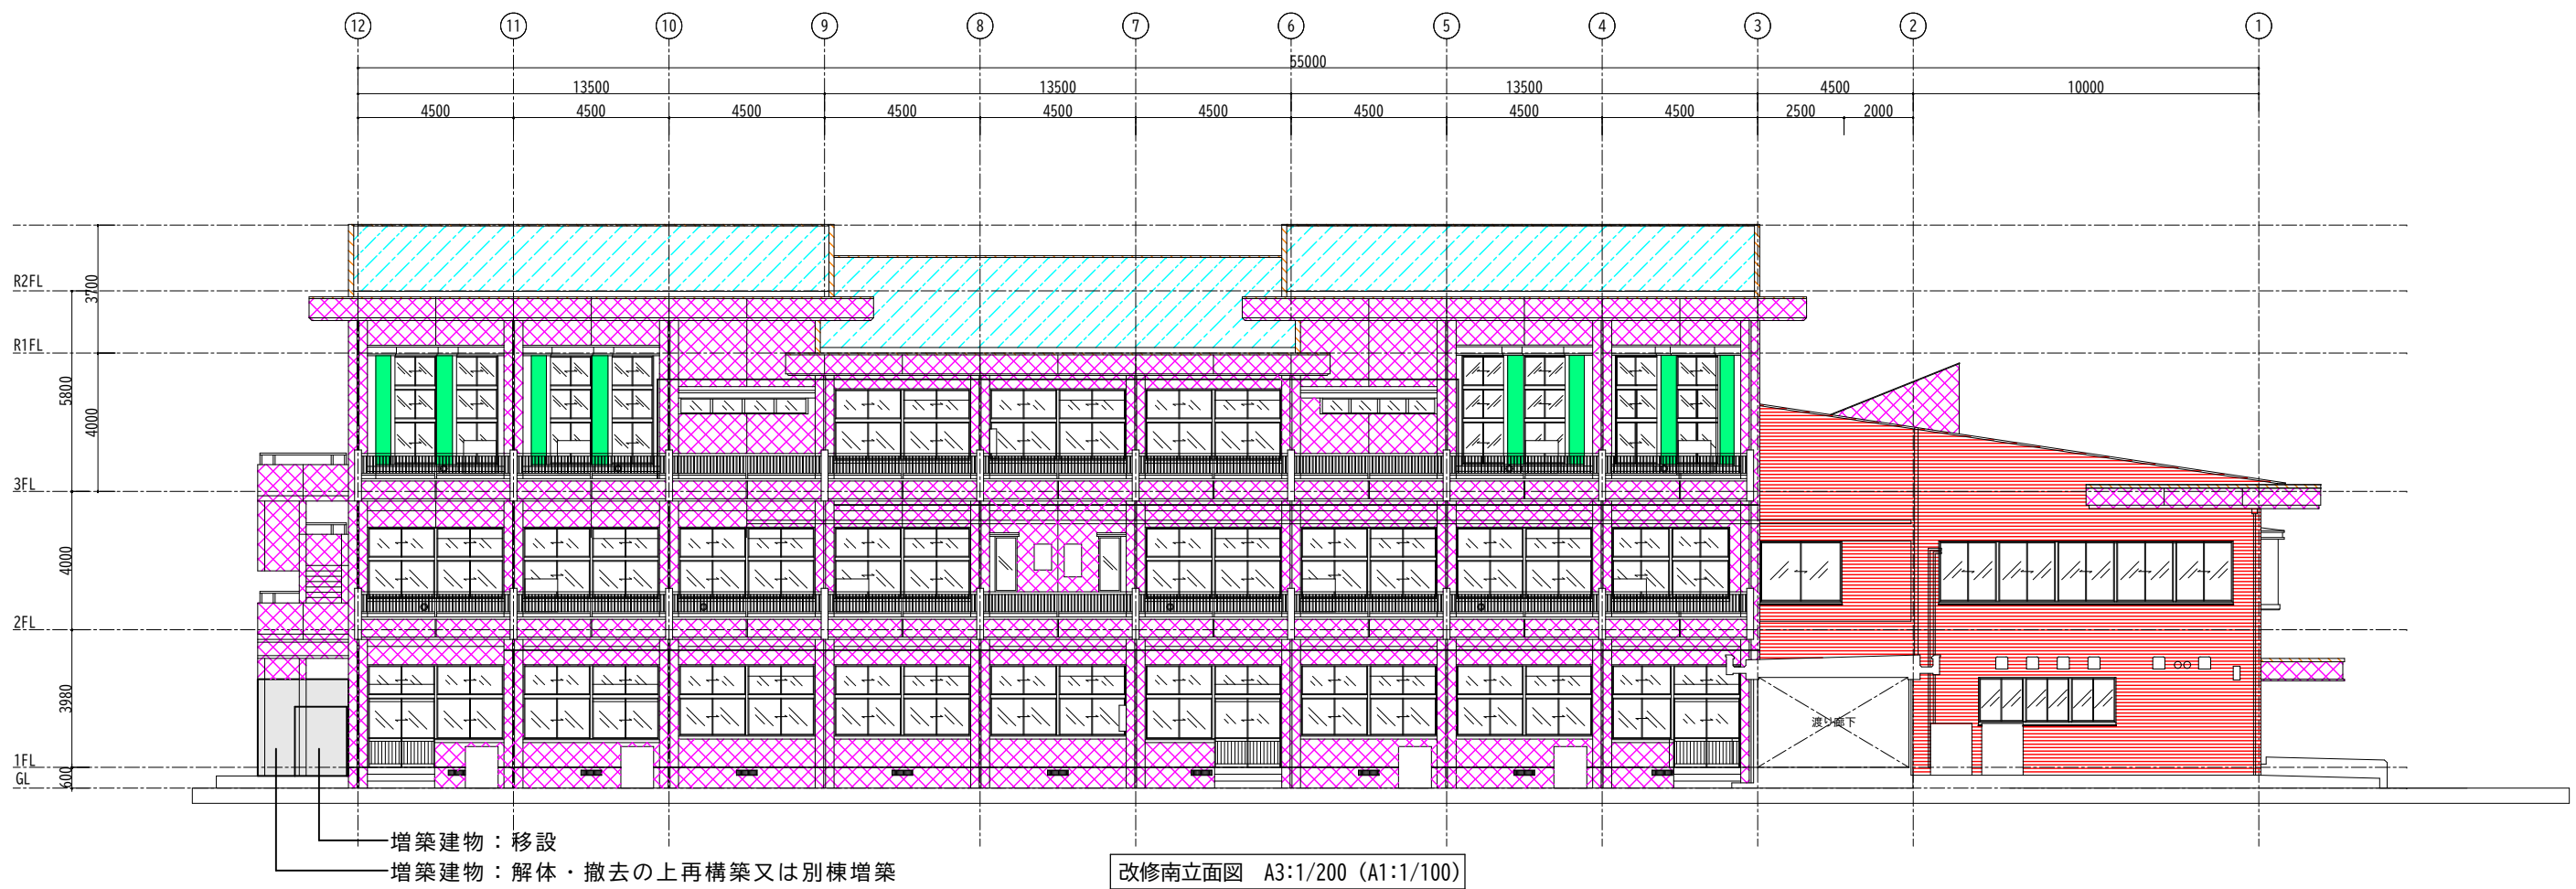 12 11 10 9 8 7 6 5 4 3 2 1
55000
13500 13500 13500 4500 10000
4500 4500 4500 4500 4500 4500 4500 4500 4500 2500 2000
R2FL
3700
R1FL
5800
4000
3FL
4000
2FL
3980
渡り廊下
1FL
GL
600
増築建物：移設
増築建物：解体・撤去の上再構築又は別棟増築
改修南立面図 A3:1/200 (A1:1/100)